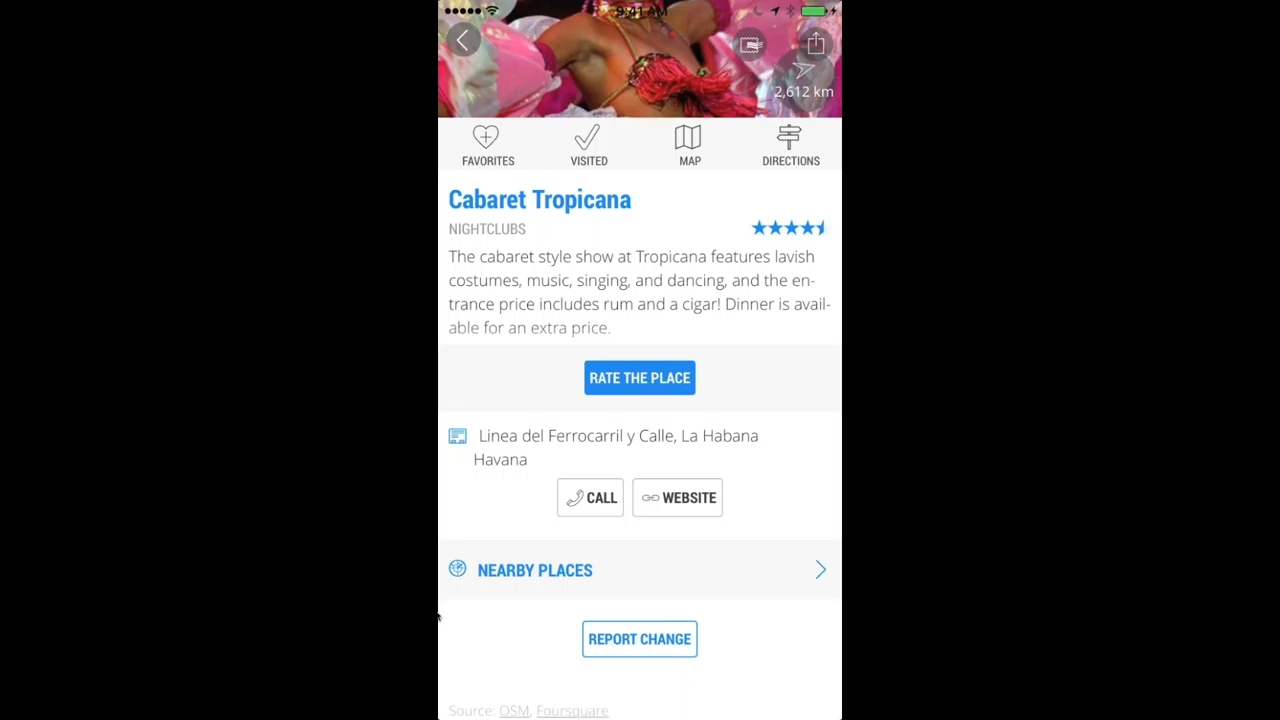 9:41 AM
2,612 km
FAVORITES
VISITED
MAP
DIRECTIONS
Cabaret Tropicana
NIGHTCLUBS
The cabaret style show at Tropicana features lavish
costumes, music, singing, and dancing, and the en-
trance price includes rum and a cigar! Dinner is avail-
able for an extra price.
RATE THE PLACE
Linea del Ferrocarril y Calle, La Habana
Havana
CALL
WEBSITE
NEARBY PLACES
REPORT CHANGE
Source: OSM, Foursquare